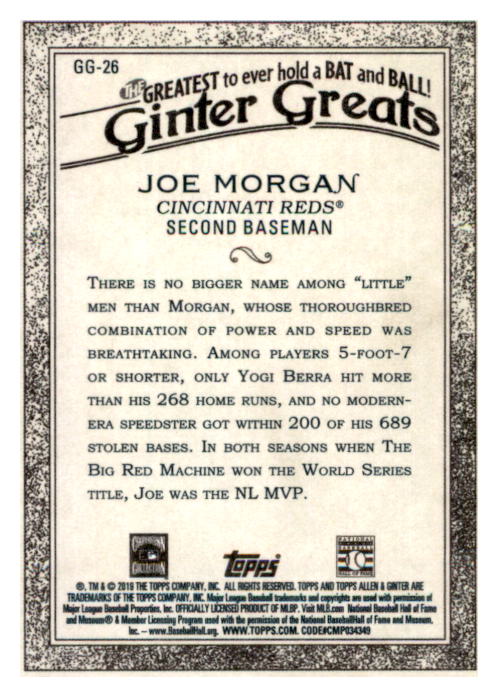 GG-26
THE GREATEST to ever hold a BAT and BALL!
Ginter Greats
JOE MORGAN
CINCINNATI REDS®
SECOND BASEMAN
THERE IS NO BIGGER NAME AMONG "LITTLE"
MEN THAN MORGAN, WHOSE THOROUGHBRED
COMBINATION OF POWER AND SPEED WAS
BREATHTAKING. AMONG PLAYERS 5-FOOT-7
OR SHORTER, ONLY YOGI BERRA HIT MORE
THAN HIS 268 HOME RUNS, AND NO MODERN-
ERA SPEEDSTER GOT WITHIN 200 OF HIS 689
STOLEN BASES. IN BOTH SEASONS WHEN THE
BIG RED MACHINE WON THE WORLD SERIES
TITLE, JOE WAS THE NL MVP.
COOPERSTOWN
COLLECTION
Topps
NATIONAL
BASEBALL
HALL OF FAME
®, TM & © 2019 THE TOPPS COMPANY, INC. ALL RIGHTS RESERVED. TOPPS AND TOPPS ALLEN & GINTER ARE
TRADEMARKS OF THE TOPPS COMPANY, INC. Major League Baseball trademarks and copyrights are used with permission of
Major League Baseball Properties, Inc. OFFICIALLY LICENSED PRODUCT OF MLBP. Visit MLB.com National Baseball Hall of Fame
and Museum® & Member Licensing Program used with the permission of the National BaseballHall of Fame and Museum,
Inc. – www.BaseballHall.org. WWW.TOPPS.COM. CODE#CMP034349